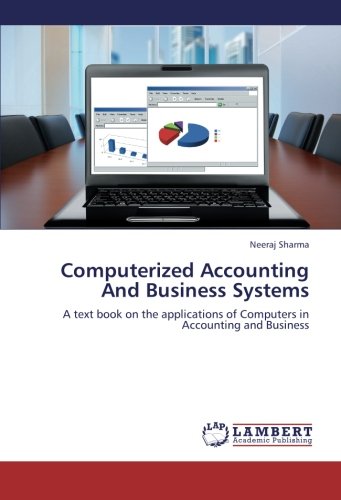 Neeraj Sharma
Computerized Accounting
And Business Systems
A text book on the applications of Computers in
Accounting and Business
LAP
LAMBERT
Academic Publishing